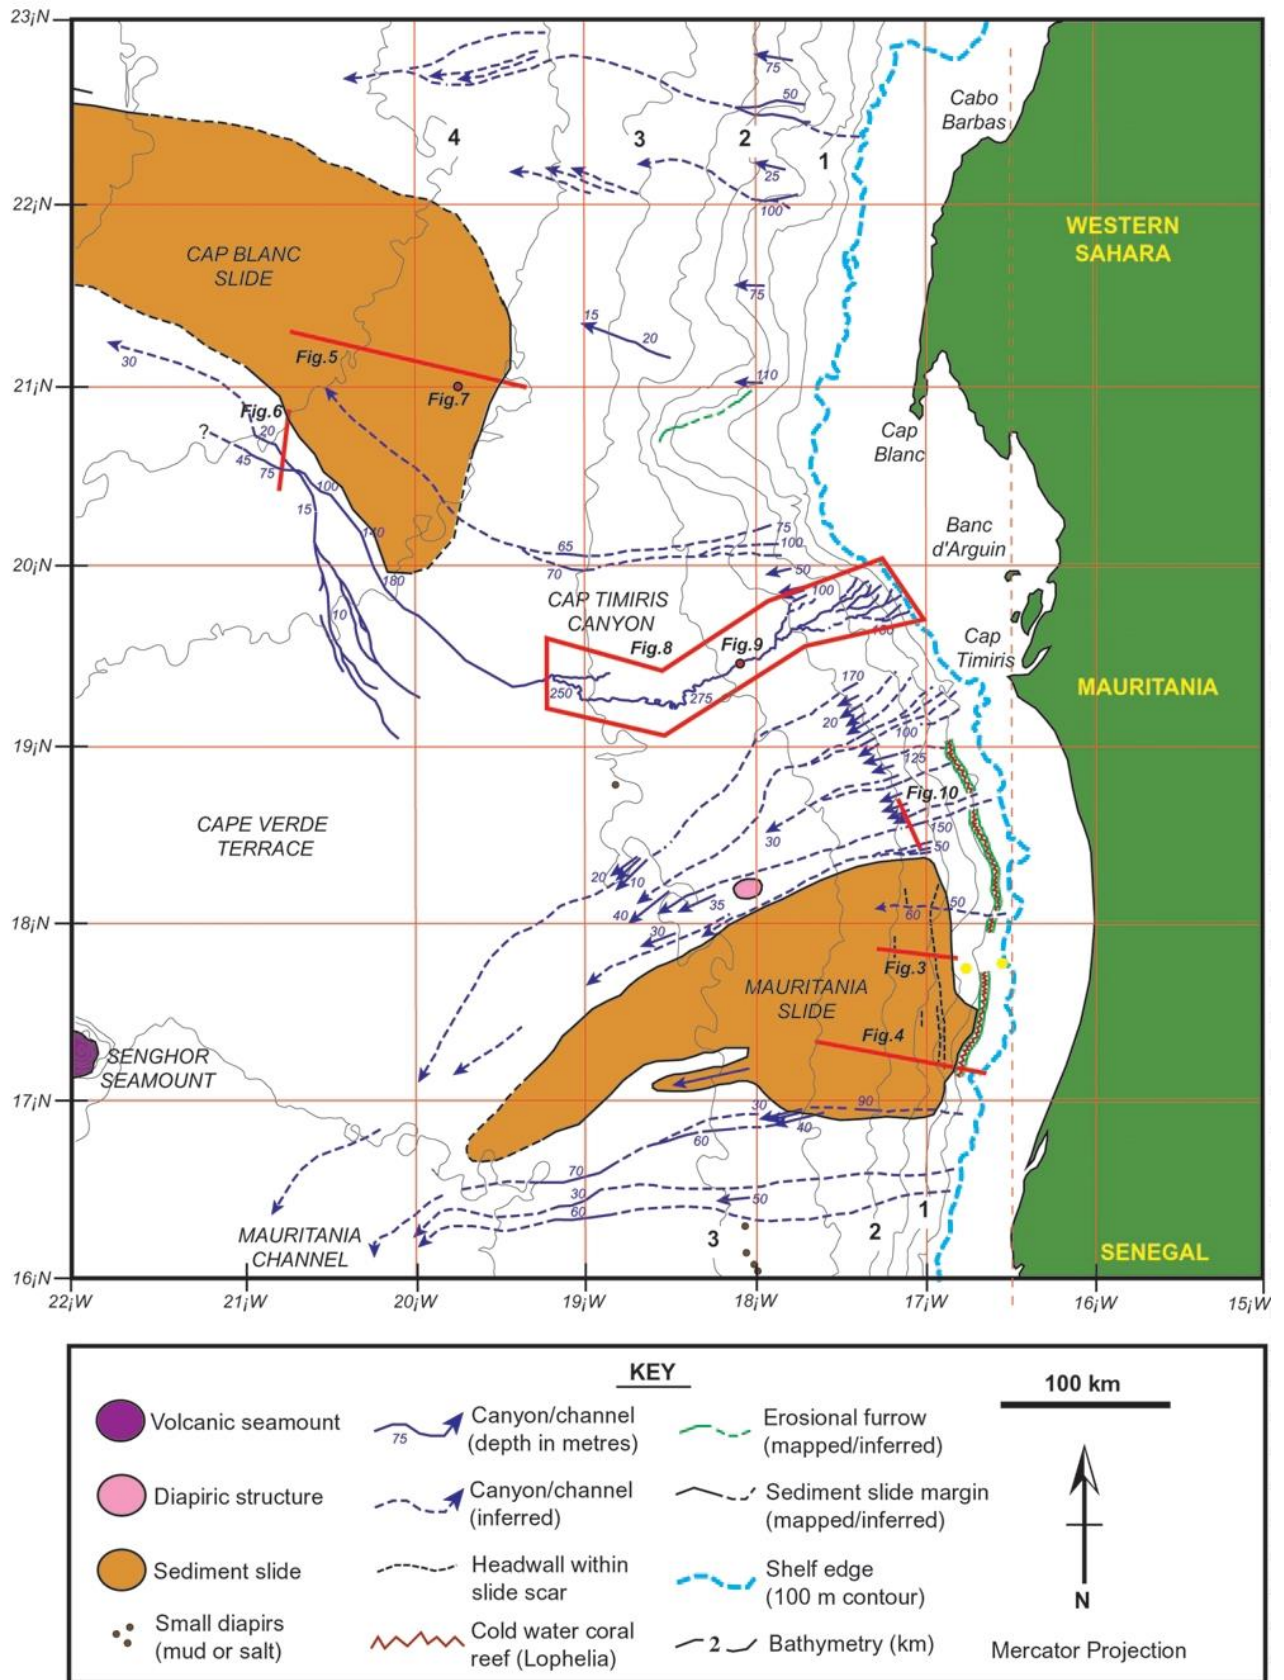 23¡N
22¡N
21¡N
20¡N
19¡N
18¡N
17¡N
16¡N
22¡W
21¡W
20¡W
19¡W
18¡W
17¡W
16¡W
15¡W
4
3
2
1
75
50
25
100
75
110
15
20
Cabo
Barbas
WESTERN
SAHARA
CAP BLANC
SLIDE
Fig.5
Fig.7
Fig.6
30
?
20
45
75
100
15
140
180
10
Cap
Blanc
Banc
d'Arguin
Cap
Timiris
MAURITANIA
65
70
75
100
50
100
CAP TIMIRIS
CANYON
Fig.8
Fig.9
250
275
170
20
100
125
Fig.10
150
50
30
20
10
40
35
30
CAPE VERDE
TERRACE
50
60
Fig.3
MAURITANIA
SLIDE
Fig.4
SENGHOR
SEAMOUNT
30
90
40
60
70
30
60
50
MAURITANIA
CHANNEL
3
2
1
SENEGAL
KEY
Volcanic seamount
Diapiric structure
Sediment slide
Small diapirs
(mud or salt)
75
Canyon/channel
(depth in metres)
Canyon/channel
(inferred)
Headwall within
slide scar
Cold water coral
reef (Lophelia)
Erosional furrow
(mapped/inferred)
Sediment slide margin
(mapped/inferred)
Shelf edge
(100 m contour)
2
Bathymetry (km)
100 km
N
Mercator Projection